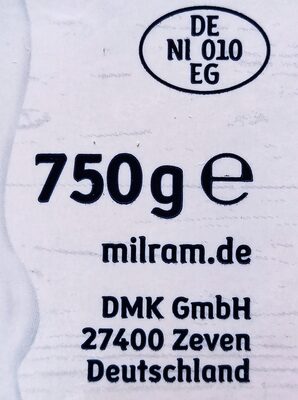 DE
NI 010
EG
750g ℮
milram.de
DMK GmbH
27400 Zeven
Deutschland